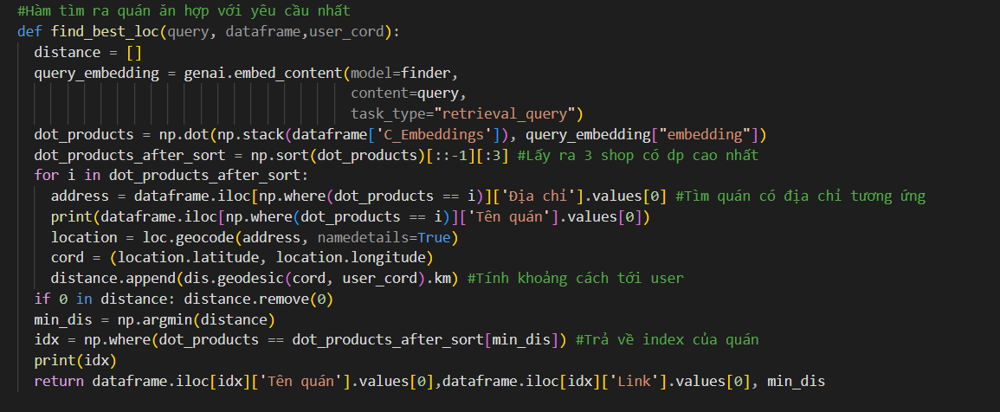 #Hàm tìm ra quán ăn hợp với yêu cầu nhất
def find_best_loc(query, dataframe,user_cord):
  distance = []
  query_embedding = genai.embed_content(model=finder,
                                        content=query,
                                        task_type="retrieval_query")
  dot_products = np.dot(np.stack(dataframe['C_Embeddings']), query_embedding["embedding"])
  dot_products_after_sort = np.sort(dot_products)[::-1][:3] #Lấy ra 3 shop có dp cao nhất
  for i in dot_products_after_sort:
    address = dataframe.iloc[np.where(dot_products == i)]['Địa chỉ'].values[0] #Tìm quán có địa chỉ tương ứng
    print(dataframe.iloc[np.where(dot_products == i)]['Tên quán'].values[0])
    location = loc.geocode(address, namedetails=True)
    cord = (location.latitude, location.longitude)
    distance.append(dis.geodesic(cord, user_cord).km) #Tính khoảng cách tới user
  if 0 in distance: distance.remove(0)
  min_dis = np.argmin(distance)
  idx = np.where(dot_products == dot_products_after_sort[min_dis]) #Trả về index của quán
  print(idx)
  return dataframe.iloc[idx]['Tên quán'].values[0],dataframe.iloc[idx]['Link'].values[0], min_dis